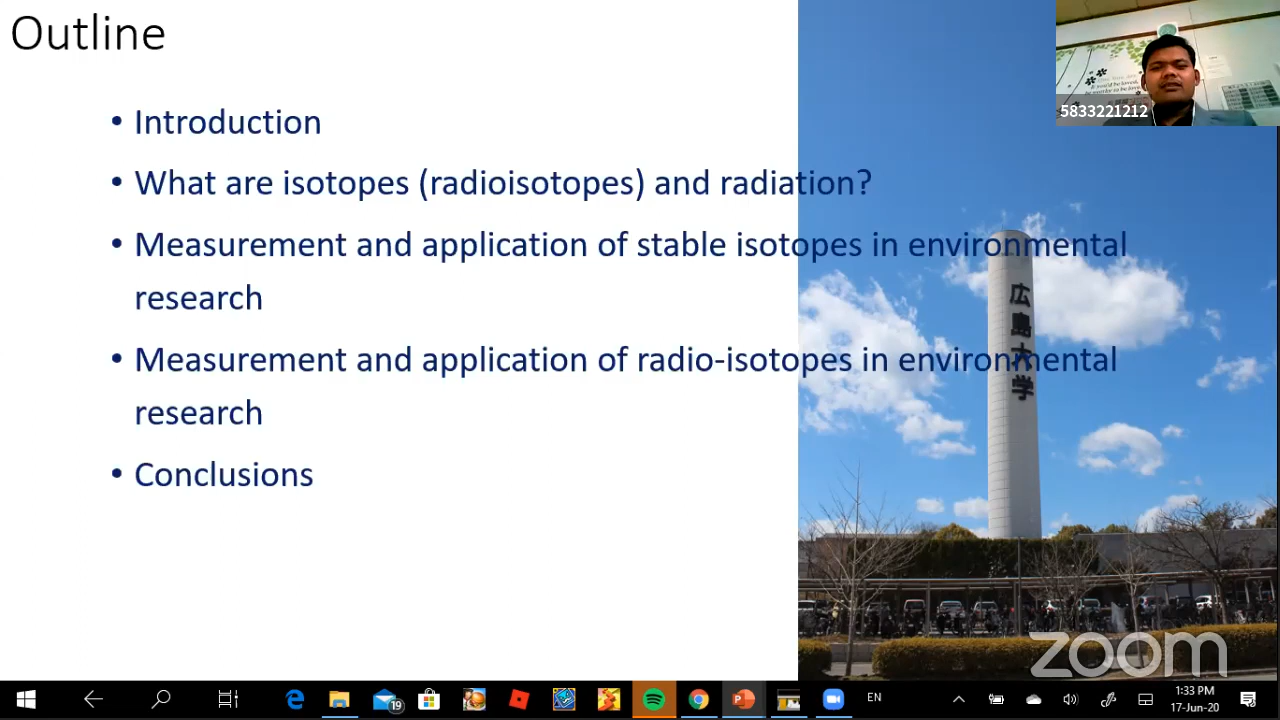 Outline
5833221212
• Introduction
• What are isotopes (radioisotopes) and radiation?
• Measurement and application of stable isotopes in environmental
research
• Measurement and application of radio-isotopes in environmental
research
• Conclusions
広
島
大
学
zoom
19
EN
1:33 PM
17-Jun-20